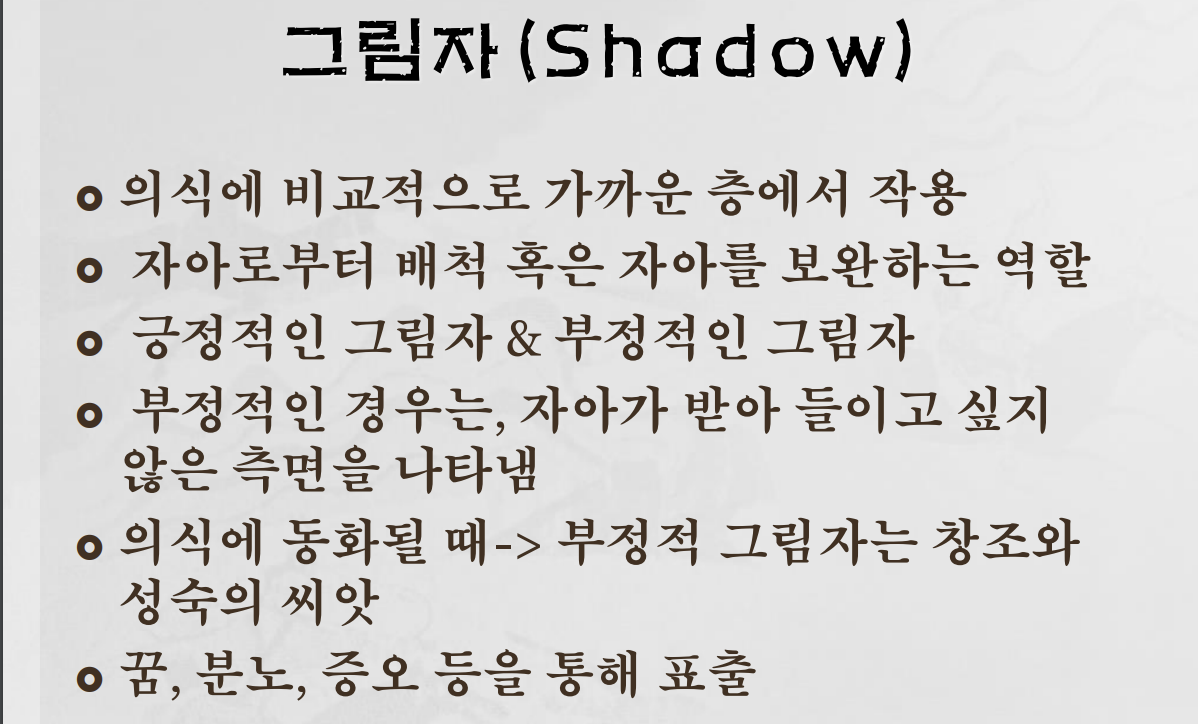 그림자(Shadow)
의식에 비교적으로 가까운 층에서 작용
자아로부터 배척 혹은 자아를 보완하는 역할
긍정적인 그림자 & 부정적인 그림자
부정적인 경우는, 자아가 받아 들이고 싶지
않은 측면을 나타냄
의식에 동화될 때-> 부정적 그림자는 창조와
성숙의 씨앗
꿈, 분노, 증오 등을 통해 표출